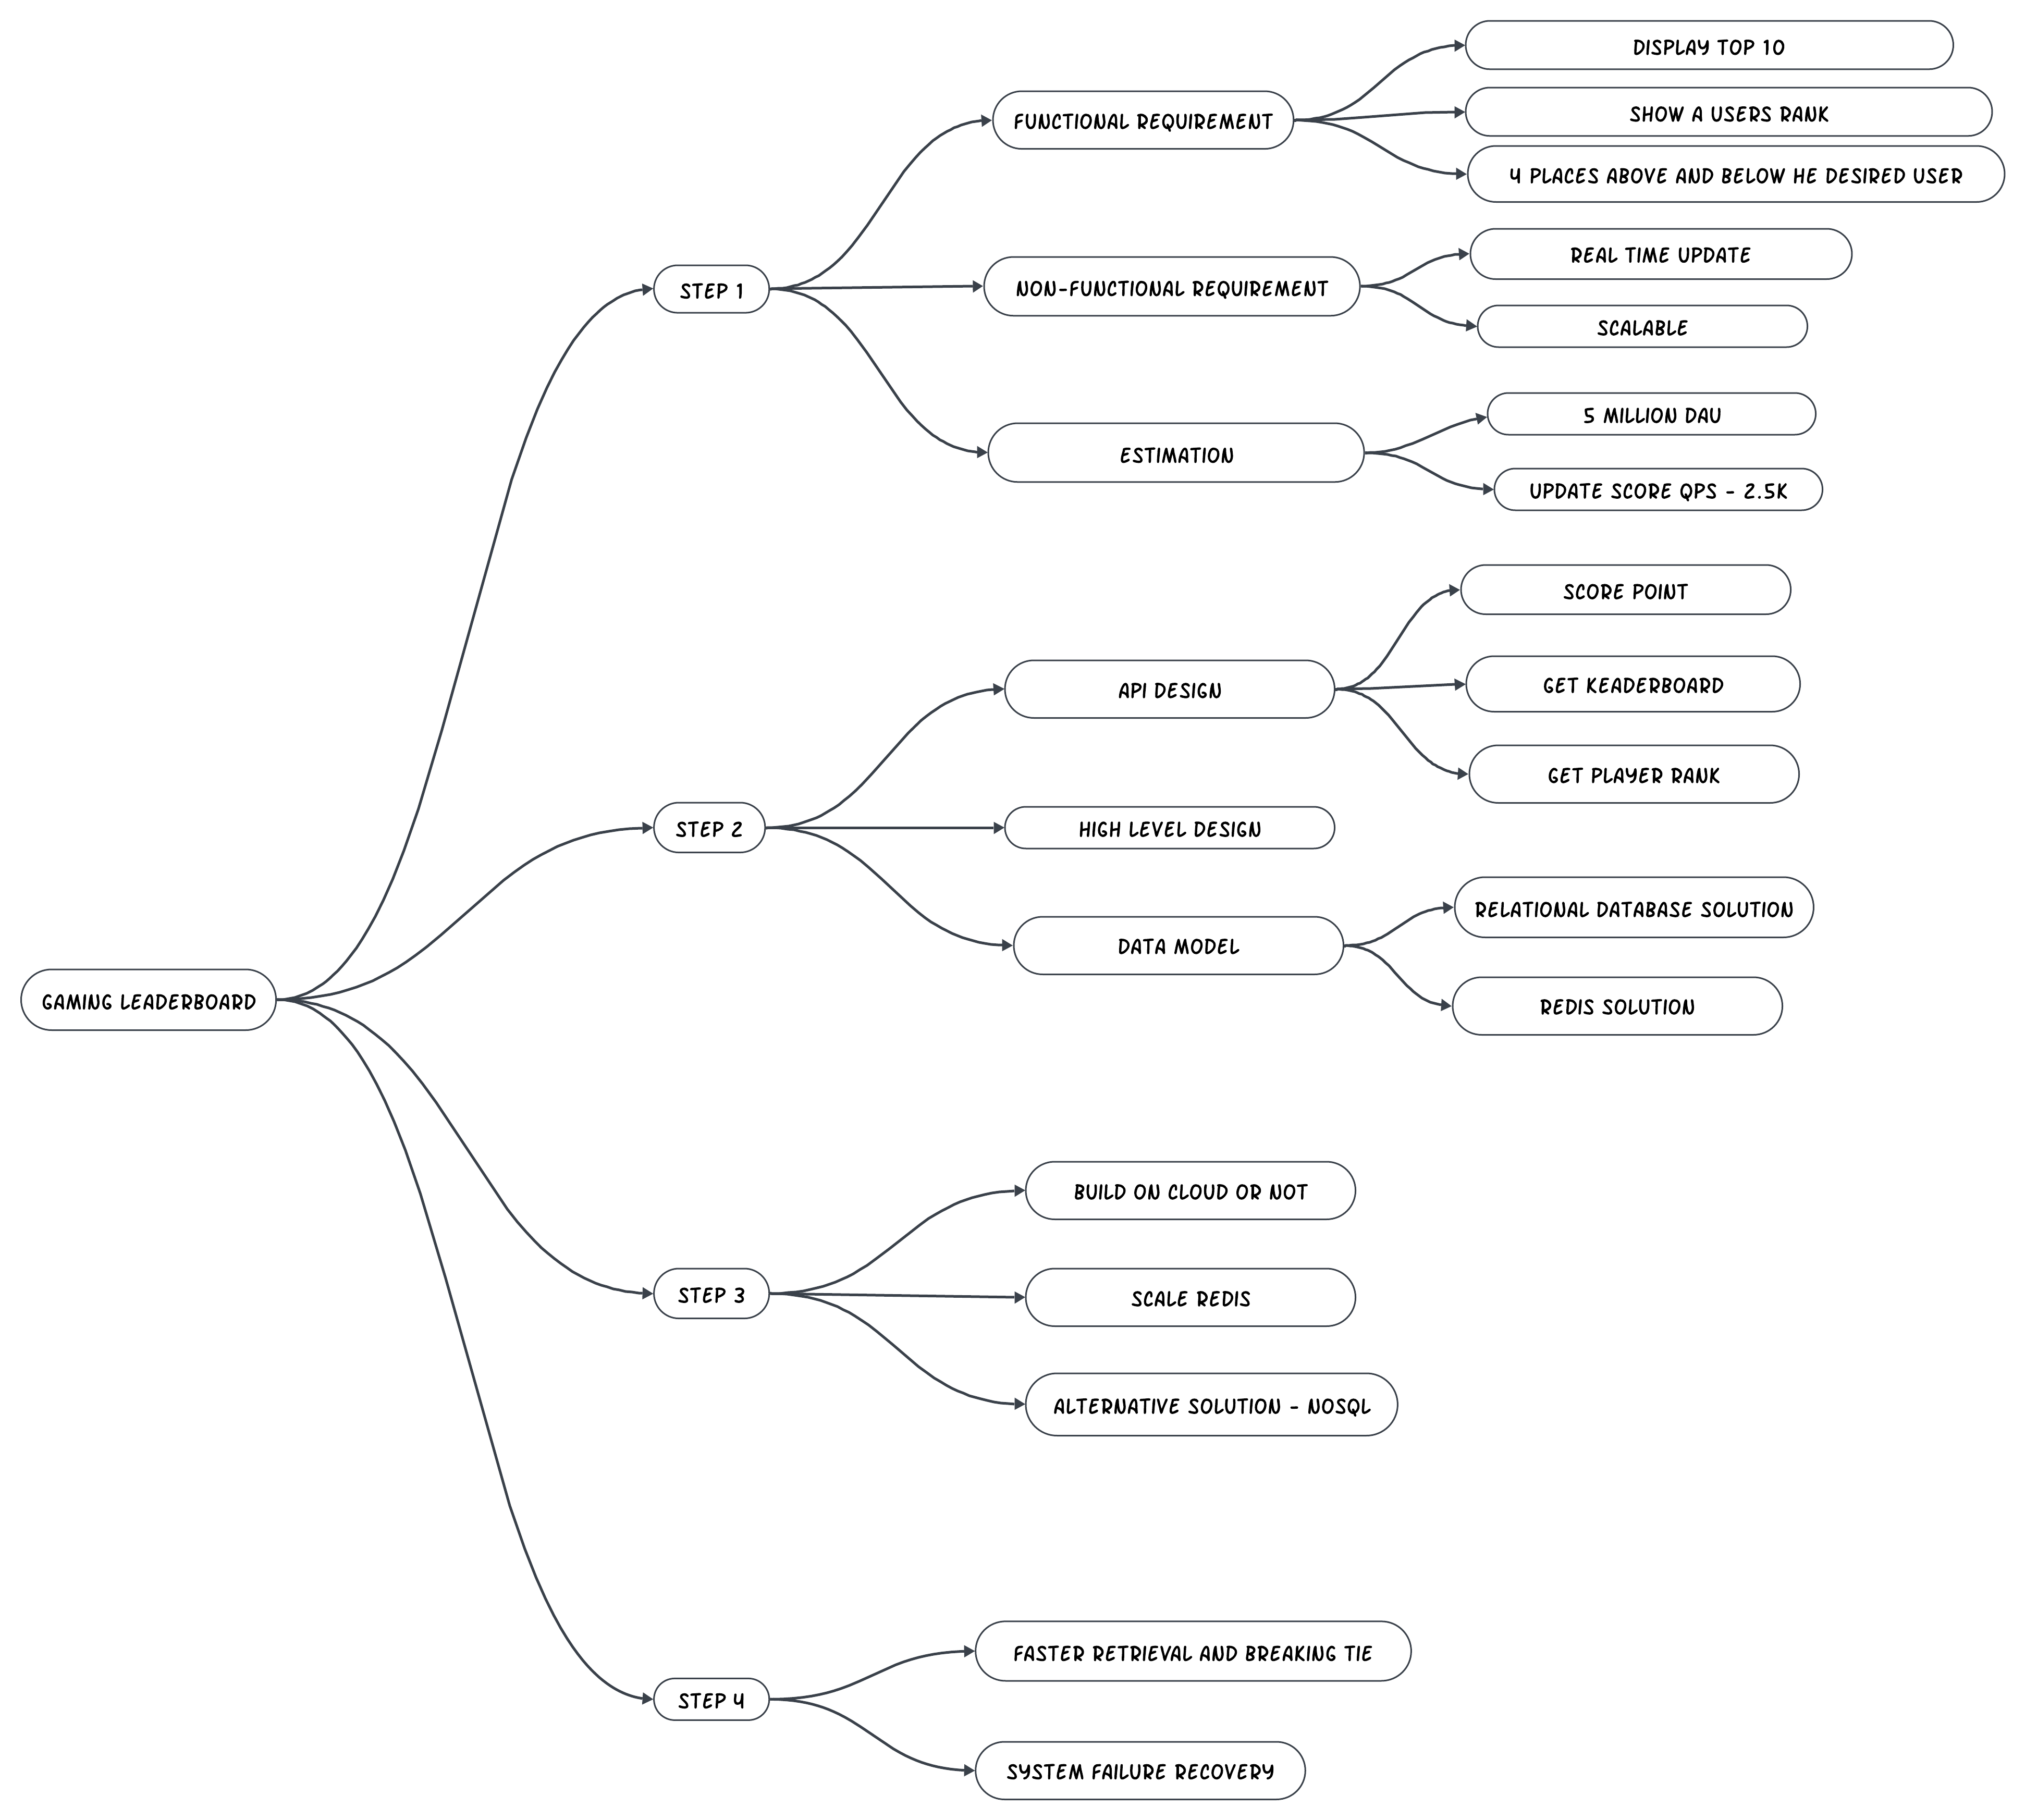 GAMING LEADERBOARD
STEP 1
FUNCTIONAL REQUIREMENT
DISPLAY TOP 10
SHOW A USERS RANK
4 PLACES ABOVE AND BELOW HE DESIRED USER
NON-FUNCTIONAL REQUIREMENT
REAL TIME UPDATE
SCALABLE
ESTIMATION
5 MILLION DAU
UPDATE SCORE QPS - 2.5K
STEP 2
API DESIGN
SCORE POINT
GET KEADERBOARD
GET PLAYER RANK
HIGH LEVEL DESIGN
DATA MODEL
RELATIONAL DATABASE SOLUTION
REDIS SOLUTION
STEP 3
BUILD ON CLOUD OR NOT
SCALE REDIS
ALTERNATIVE SOLUTION - NOSQL
STEP 4
FASTER RETRIEVAL AND BREAKING TIE
SYSTEM FAILURE RECOVERY